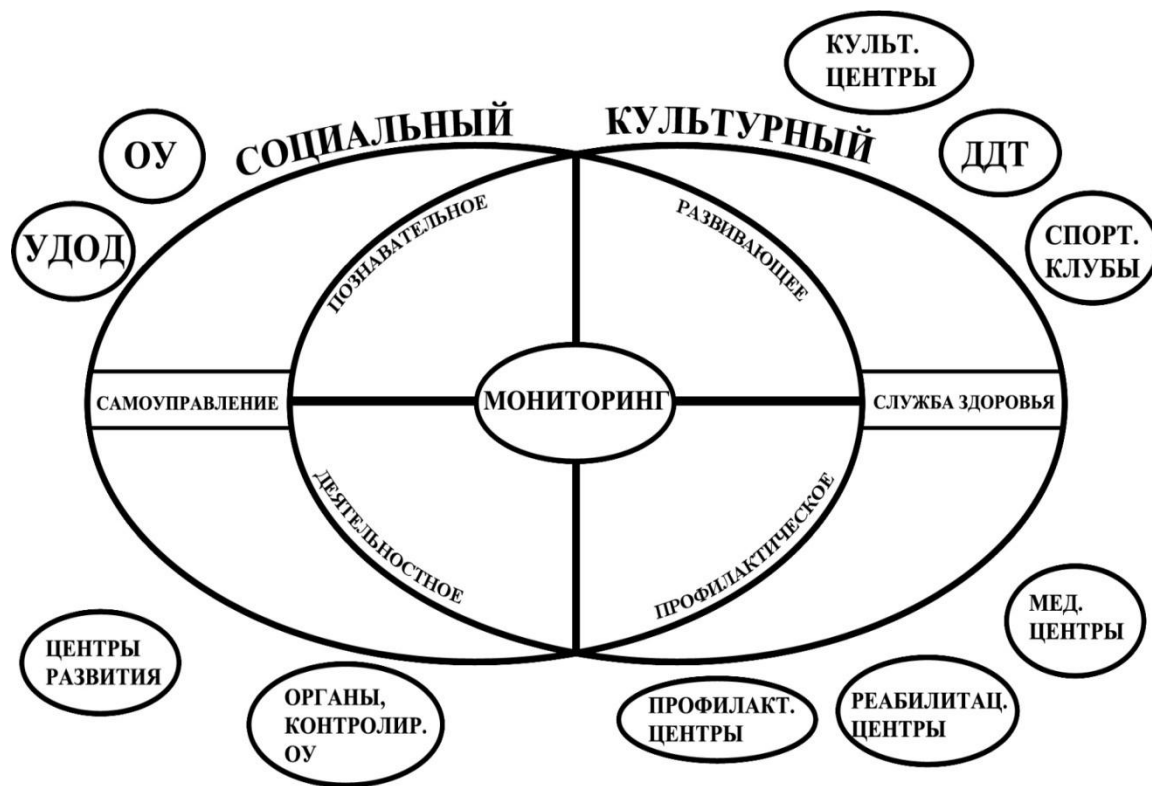 КУЛЬТ.
ЦЕНТРЫ
СОЦИАЛЬНЫЙ
КУЛЬТУРНЫЙ
ОУ
ДДТ
УДОД
СПОРТ.
КЛУБЫ
ПОЗНАВАТЕЛЬНОЕ
РАЗВИВАЮЩЕЕ
САМОУПРАВЛЕНИЕ
МОНИТОРИНГ
СЛУЖБА ЗДОРОВЬЯ
ДЕЯТЕЛЬНОСТНОЕ
ПРОФИЛАКТИЧЕСКОЕ
ЦЕНТРЫ
РАЗВИТИЯ
ОРГАНЫ,
КОНТРОЛИР.
ОУ
ПРОФИЛАКТ.
ЦЕНТРЫ
РЕАБИЛИТАЦ.
ЦЕНТРЫ
МЕД.
ЦЕНТРЫ